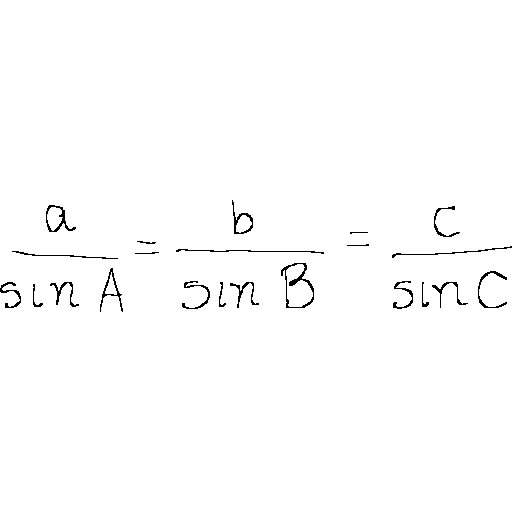 a/sin A = b/sin B = c/sin C